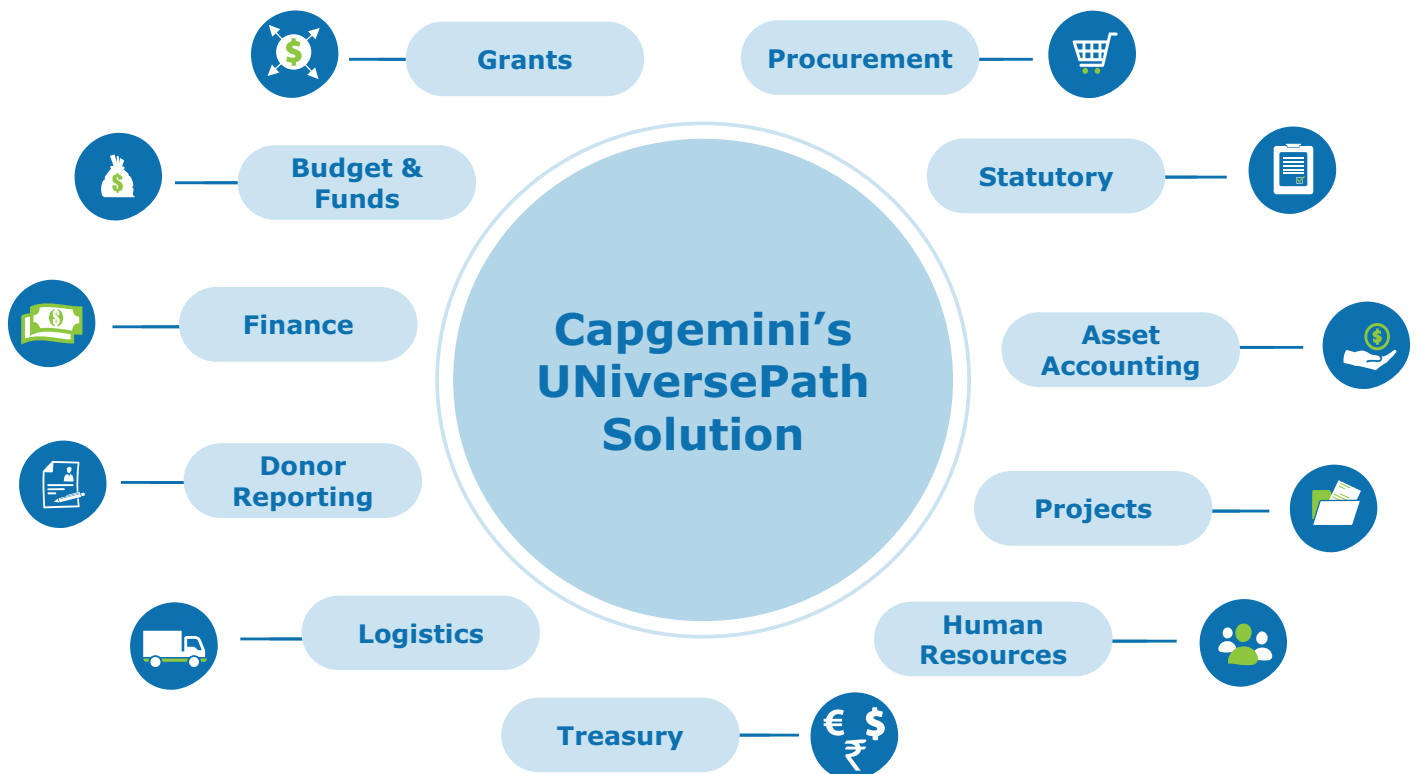 Grants
Procurement
Budget &
Funds
Statutory
Finance
Capgemini’s
UNiversePath
Solution
Asset
Accounting
Donor
Reporting
Projects
Logistics
Human
Resources
Treasury
€ $
₹